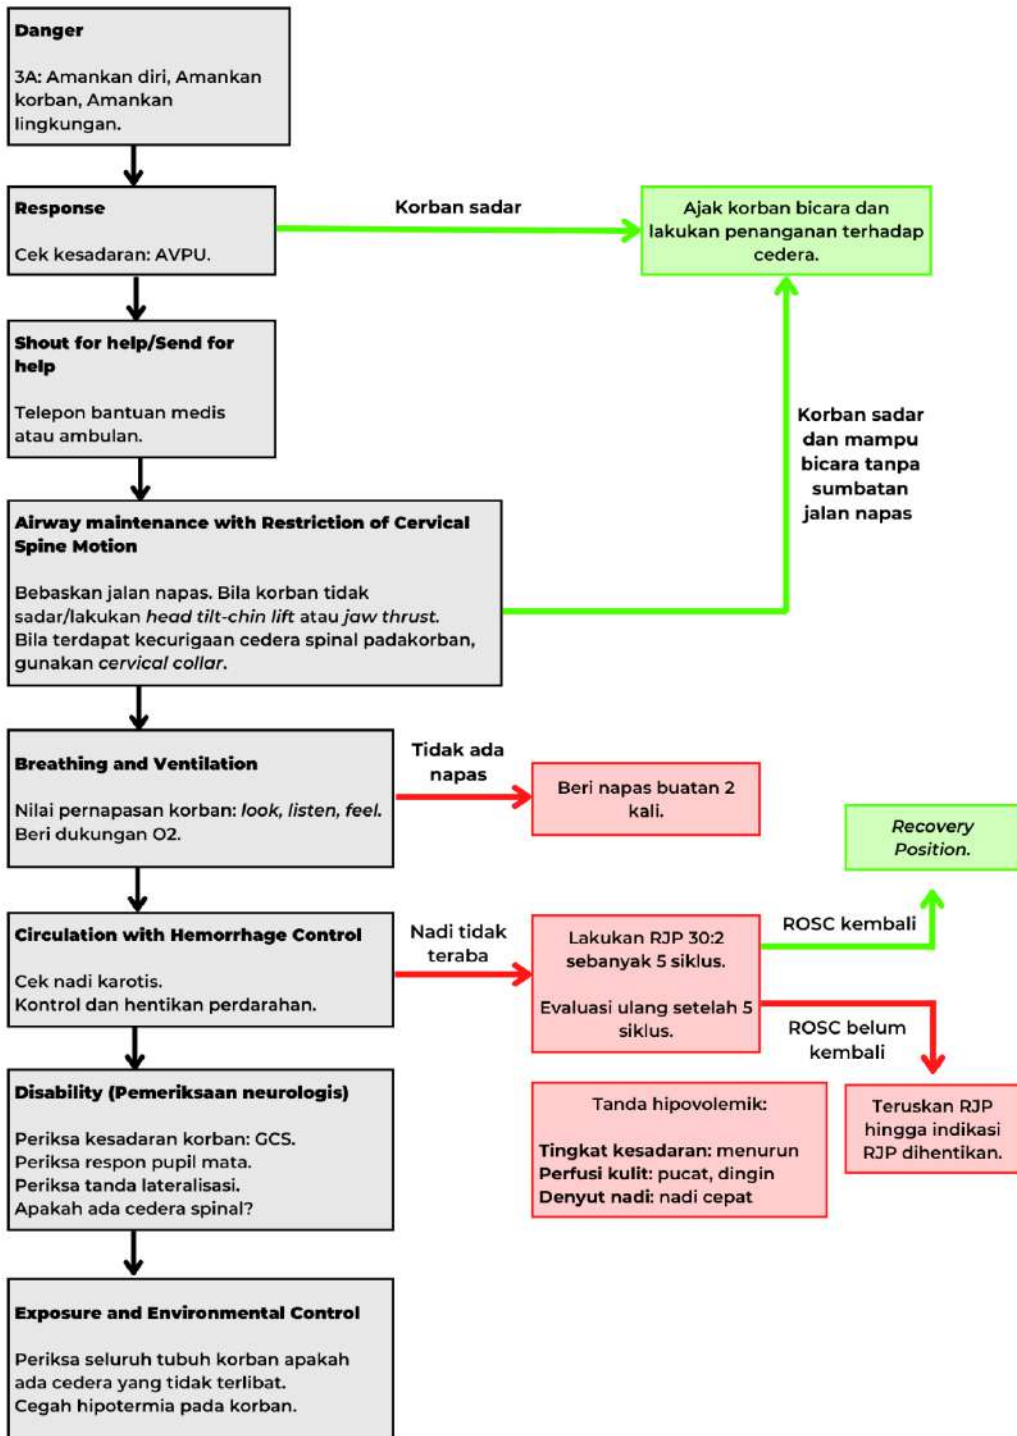 Danger
3A: Amankan diri, Amankan
korban, Amankan
lingkungan.
Response
Cek kesadaran: AVPU.
Korban sadar
Ajak korban bicara dan
lakukan penanganan terhadap
cedera.
Shout for help/Send for
help
Telepon bantuan medis
atau ambulan.
Korban sadar
dan mampu
bicara tanpa
sumbatan
jalan napas
Airway maintenance with Restriction of Cervical
Spine Motion
Bebaskan jalan napas. Bila korban tidak
sadar/lakukan head tilt-chin lift atau jaw thrust.
Bila terdapat kecurigaan cedera spinal padakorban,
gunakan cervical collar.
Breathing and Ventilation
Nilai pernapasan korban: look, listen, feel.
Beri dukungan O2.
Tidak ada
napas
Beri napas buatan 2
kali.
Recovery
Position.
Circulation with Hemorrhage Control
Cek nadi karotis.
Kontrol dan hentikan perdarahan.
Nadi tidak
teraba
Lakukan RJP 30:2
sebanyak 5 siklus.
Evaluasi ulang setelah 5
siklus.
ROSC kembali
ROSC belum
kembali
Teruskan RJP
hingga indikasi
RJP dihentikan.
Disability (Pemeriksaan neurologis)
Periksa kesadaran korban: GCS.
Periksa respon pupil mata.
Periksa tanda lateralisasi.
Apakah ada cedera spinal?
Tanda hipovolemik:
Tingkat kesadaran: menurun
Perfusi kulit: pucat, dingin
Denyut nadi: nadi cepat
Exposure and Environmental Control
Periksa seluruh tubuh korban apakah
ada cedera yang tidak terlibat.
Cegah hipotermia pada korban.